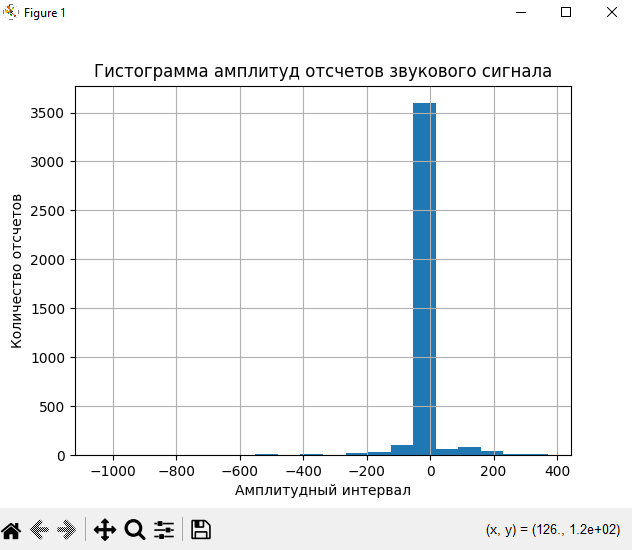 Figure 1
Гистограмма амплитуд отсчетов звукового сигнала
3500
3000
2500
2000
1500
1000
500
0
Количество отсчетов
−1000 −800 −600 −400 −200 0 200 400
Амплитудный интервал
(x, y) = (126., 1.2e+02)